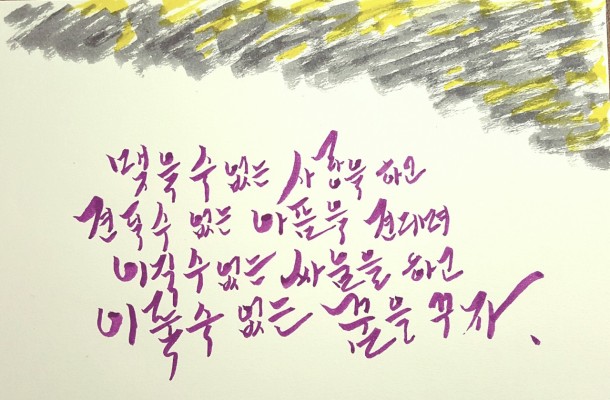 맺을 수 없는 사랑을 하고
견딜 수 없는 아픔을 견디며
이길 수 없는 싸움을 하고
이룰 수 없는 꿈을 꾸자.